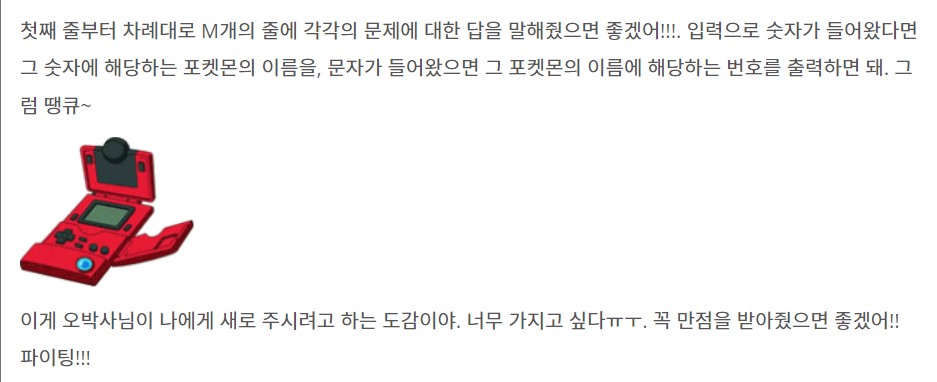 첫째 줄부터 차례대로 M개의 줄에 각각의 문제에 대한 답을 말해줬으면 좋겠어!!!. 입력으로 숫자가 들어왔다면
그 숫자에 해당하는 포켓몬의 이름을, 문자가 들어왔으면 그 포켓몬의 이름에 해당하는 번호를 출력하면 돼. 그
럼 땡큐~
이게 오박사님이 나에게 새로 주시려고 하는 도감이야. 너무 가지고 싶다ㅠㅜ. 꼭 만점을 받아줬으면 좋겠어!!
파이팅!!!